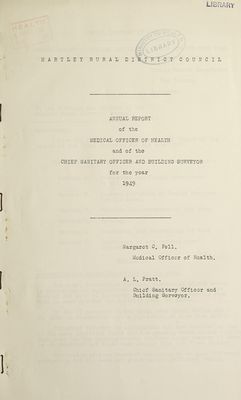 LIBRARY
HEALTH
LIBRARY
HARTLEY RURAL DISTRICT COUNCIL
ANNUAL REPORT
of the
MEDICAL OFFICER OF HEALTH
and of the
CHIEF SANITARY OFFICER AND BUILDING SURVEYOR
for the year
1949
Margaret C. Fell.
Medical Officer of Health.
A. L. Pratt.
Chief Sanitary Officer and
Building Surveyor.